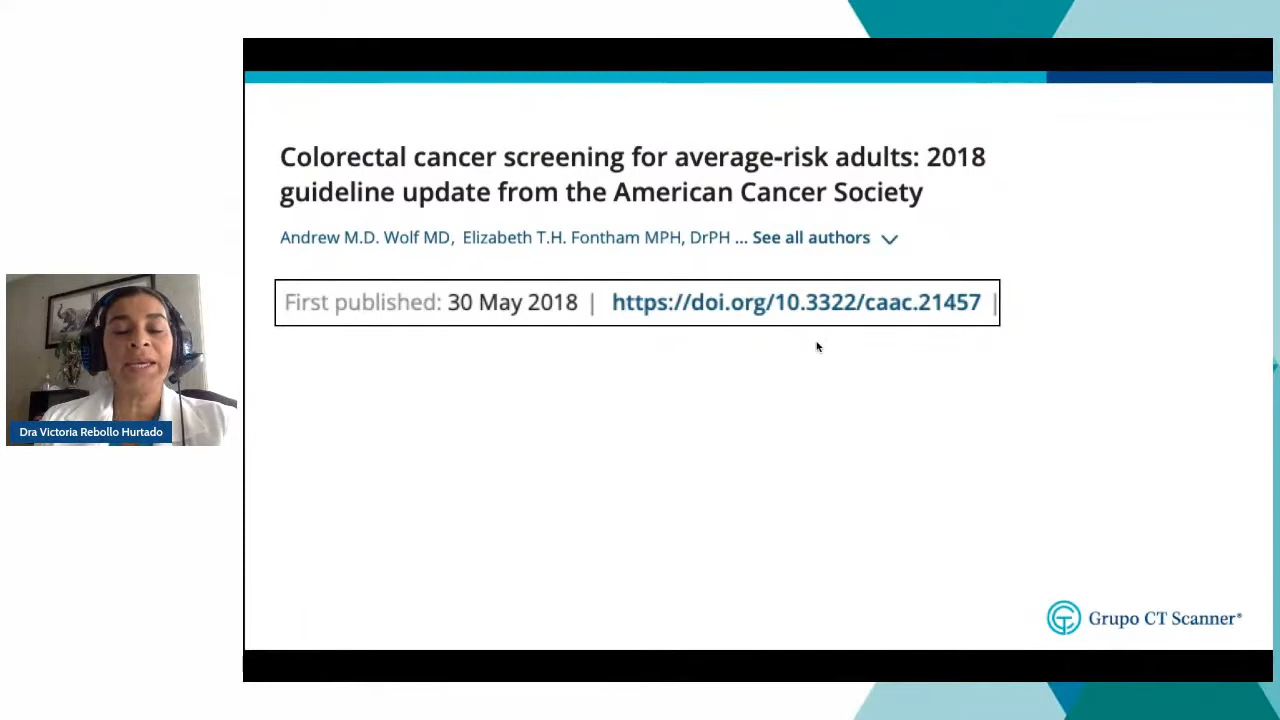 Colorectal cancer screening for average-risk adults: 2018
guideline update from the American Cancer Society
Andrew M.D. Wolf MD, Elizabeth T.H. Fontham MPH, DrPH ... See all authors
First published: 30 May 2018 | https://doi.org/10.3322/caac.21457 |
Dra Victoria Rebollo Hurtado
Grupo CT Scanner®